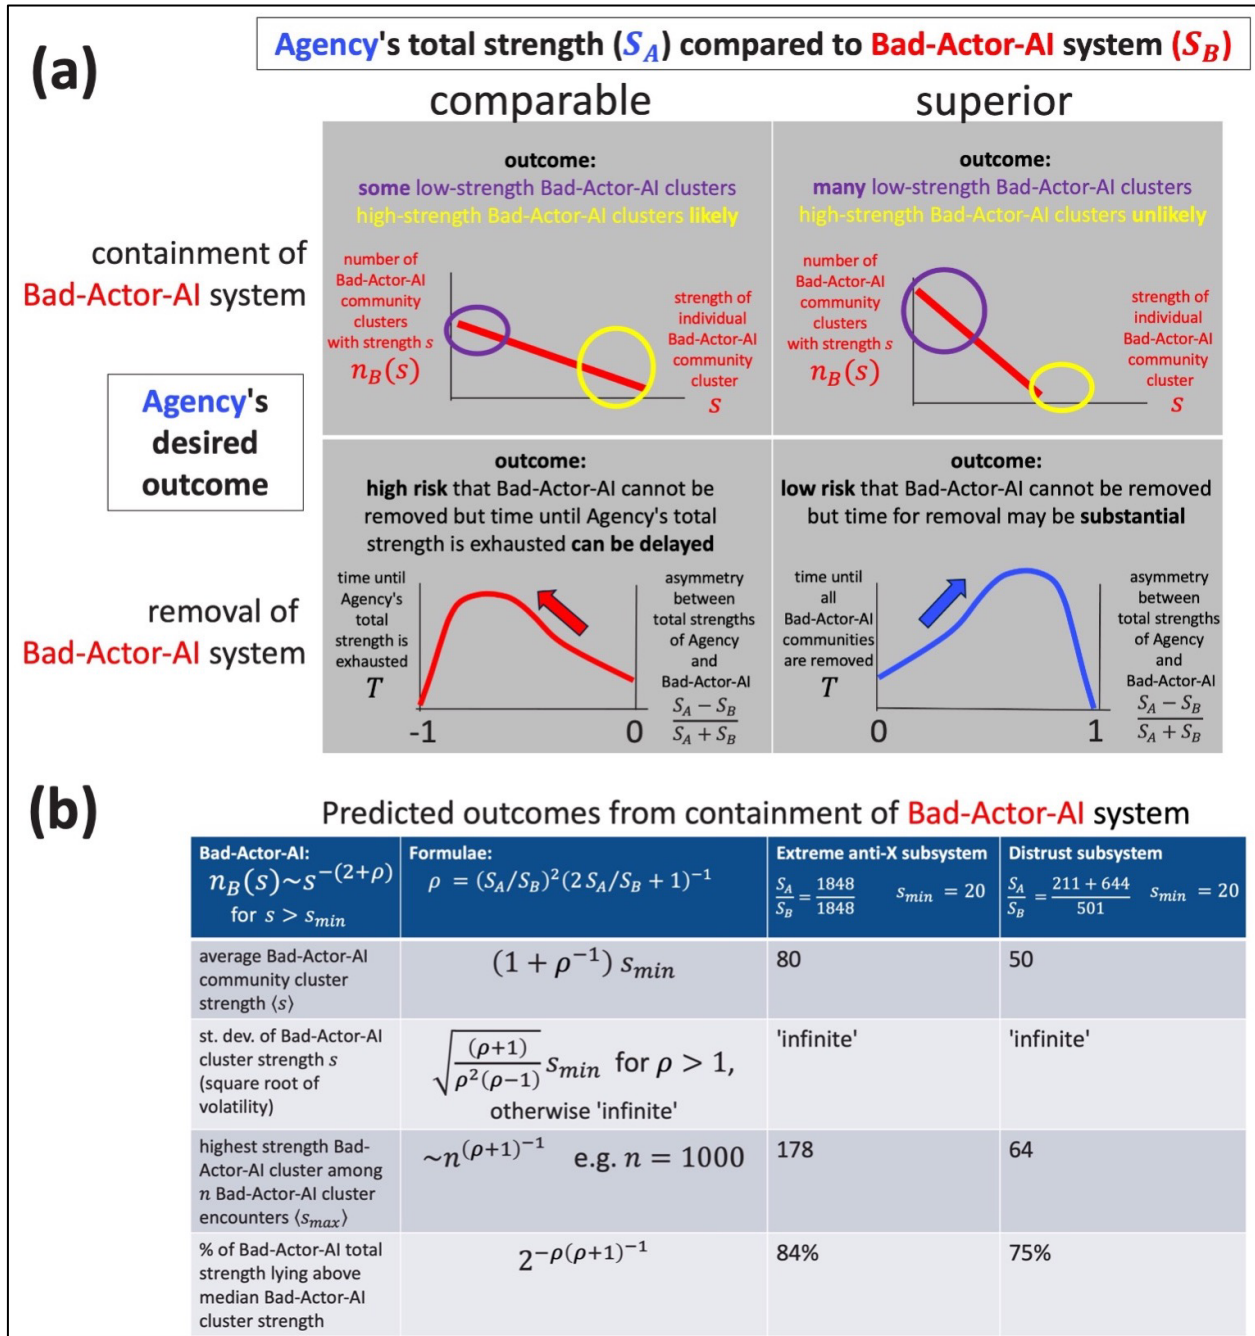 (a)
Agency's total strength (S_A) compared to Bad-Actor-AI system (S_B)
comparable
superior
containment of
Bad-Actor-AI system
outcome:
some low-strength Bad-Actor-AI clusters
high-strength Bad-Actor-AI clusters likely
number of
Bad-Actor-AI
community
clusters
with strength s
n_B(s)
strength of
individual
Bad-Actor-AI
community
cluster
s
outcome:
many low-strength Bad-Actor-AI clusters
high-strength Bad-Actor-AI clusters unlikely
number of
Bad-Actor-AI
community
clusters
with strength s
n_B(s)
strength of
individual
Bad-Actor-AI
community
cluster
s
Agency's
desired
outcome
removal of
Bad-Actor-AI system
outcome:
high risk that Bad-Actor-AI cannot be
removed but time until Agency's total
strength is exhausted can be delayed
time until
Agency's
total
strength is
exhausted
T
-1
0
asymmetry
between
total strengths
of Agency
and
Bad-Actor-AI
(S_A − S_B)/(S_A + S_B)
outcome:
low risk that Bad-Actor-AI cannot be removed
but time for removal may be substantial
time until
all
Bad-Actor-AI
communities
are removed
T
0
1
asymmetry
between
total strengths
of Agency
and
Bad-Actor-AI
(S_A − S_B)/(S_A + S_B)
(b)
Predicted outcomes from containment of Bad-Actor-AI system
Bad-Actor-AI:
n_B(s)~s^−(2+ρ)
for s > s_min
Formulae:
ρ = (S_A/S_B)²(2 S_A/S_B + 1)^−1
Extreme anti-X subsystem
S_A/S_B = 1848/1848 s_min = 20
Distrust subsystem
S_A/S_B = (211 + 644)/501 s_min = 20
average Bad-Actor-AI
community cluster
strength ⟨s⟩
(1 + ρ^−1) s_min
80
50
st. dev. of Bad-Actor-AI
cluster strength s
(square root of
volatility)
√((ρ+1)/(ρ²(ρ−1))) s_min for ρ > 1,
otherwise 'infinite'
'infinite'
'infinite'
highest strength Bad-
Actor-AI cluster among
n Bad-Actor-AI cluster
encounters ⟨s_max⟩
~n^(ρ+1)^−1 e.g. n = 1000
178
64
% of Bad-Actor-AI total
strength lying above
median Bad-Actor-AI
cluster strength
2^−ρ(ρ+1)^−1
84%
75%